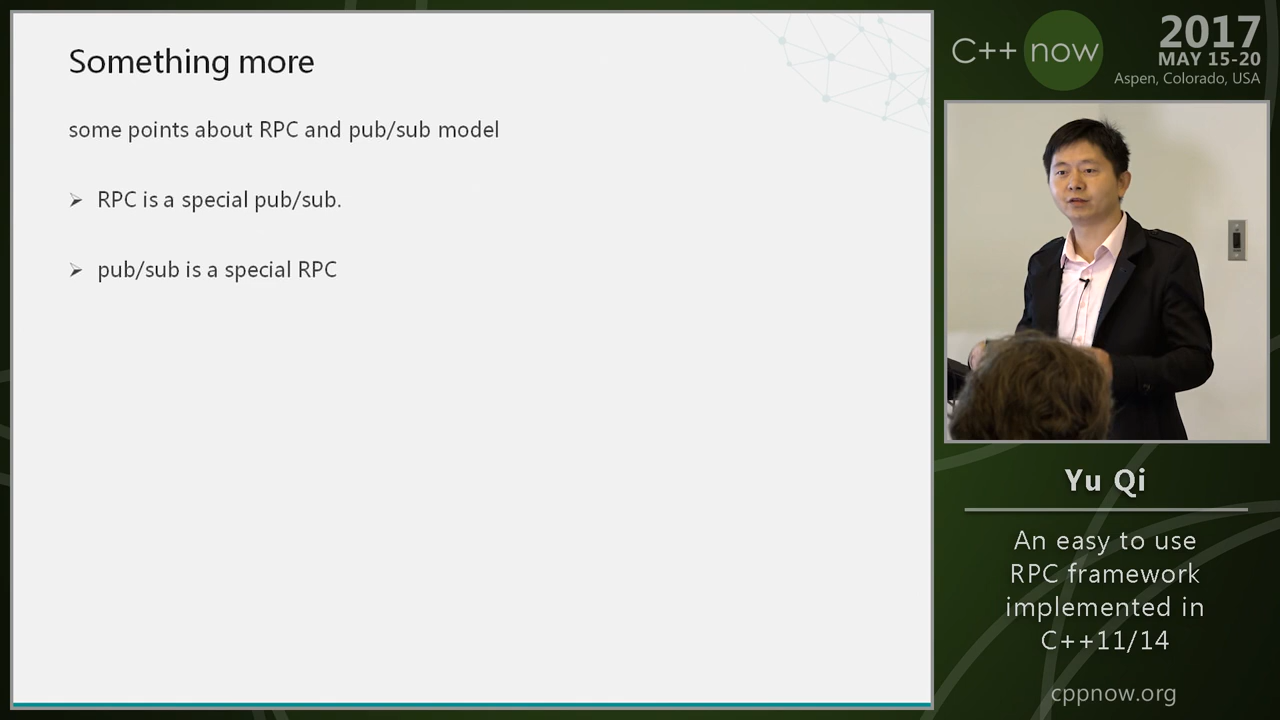 Something more
some points about RPC and pub/sub model
➢ RPC is a special pub/sub.
➢ pub/sub is a special RPC
C++ now
2017
MAY 15-20
Aspen, Colorado, USA
Yu Qi
An easy to use
RPC framework
implemented in
C++11/14
cppnow.org